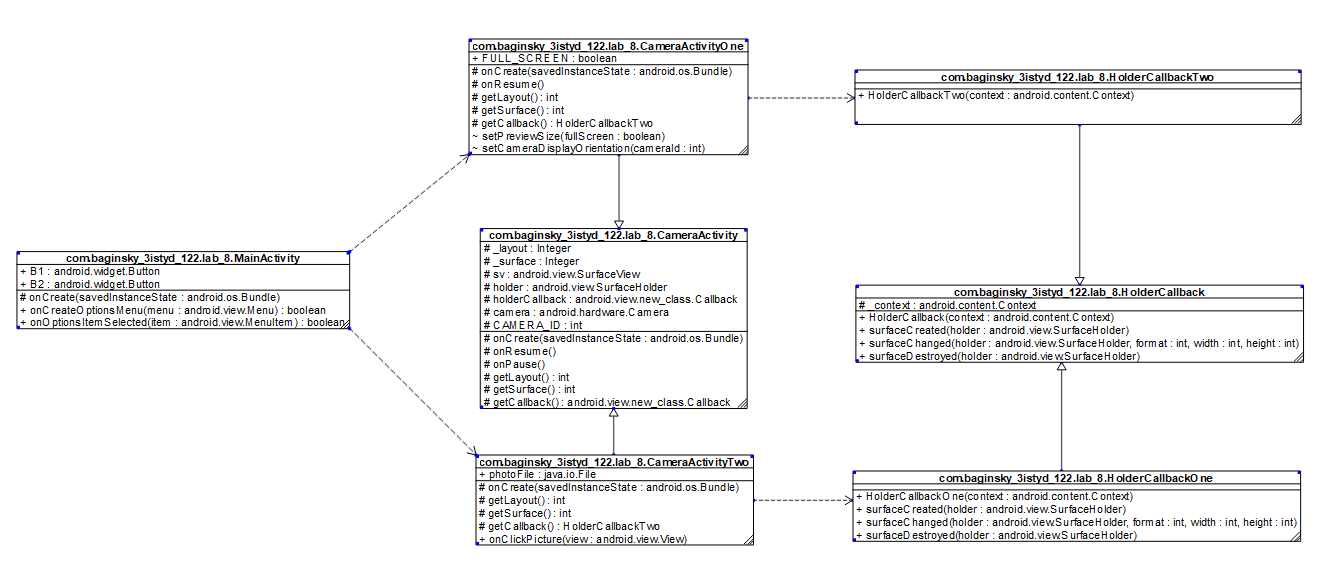 com.baginsky_3istyd_122.lab_8.CameraActivityOne
+ FULL_SCREEN : boolean
# onCreate(savedInstanceState : android.os.Bundle)
# onResume()
# getLayout() : int
# getSurface() : int
# getCallback() : HolderCallbackTwo
~ setPreviewSize(fullScreen : boolean)
~ setCameraDisplayOrientation(cameraId : int)
com.baginsky_3istyd_122.lab_8.HolderCallbackTwo
+ HolderCallbackTwo(context : android.content.Context)
com.baginsky_3istyd_122.lab_8.MainActivity
+ B1 : android.widget.Button
+ B2 : android.widget.Button
# onCreate(savedInstanceState : android.os.Bundle)
+ onCreateOptionsMenu(menu : android.view.Menu) : boolean
+ onOptionsItemSelected(item : android.view.MenuItem) : boolean
com.baginsky_3istyd_122.lab_8.CameraActivity
# _layout : Integer
# _surface : Integer
# sv : android.view.SurfaceView
# holder : android.view.SurfaceHolder
# holderCallback : android.view.new_class.Callback
# camera : android.hardware.Camera
# CAMERA_ID : int
# onCreate(savedInstanceState : android.os.Bundle)
# onResume()
# onPause()
# getLayout() : int
# getSurface() : int
# getCallback() : android.view.new_class.Callback
com.baginsky_3istyd_122.lab_8.HolderCallback
# _context : android.content.Context
+ HolderCallback(context : android.content.Context)
+ surfaceCreated(holder : android.view.SurfaceHolder)
+ surfaceChanged(holder : android.view.SurfaceHolder, format : int, width : int, height : int)
+ surfaceDestroyed(holder : android.view.SurfaceHolder)
com.baginsky_3istyd_122.lab_8.CameraActivityTwo
+ photoFile : java.io.File
# onCreate(savedInstanceState : android.os.Bundle)
# getLayout() : int
# getSurface() : int
# getCallback() : HolderCallbackTwo
+ onClickPicture(view : android.view.View)
com.baginsky_3istyd_122.lab_8.HolderCallbackOne
+ HolderCallbackOne(context : android.content.Context)
+ surfaceCreated(holder : android.view.SurfaceHolder)
+ surfaceChanged(holder : android.view.SurfaceHolder, format : int, width : int, height : int)
+ surfaceDestroyed(holder : android.view.SurfaceHolder)